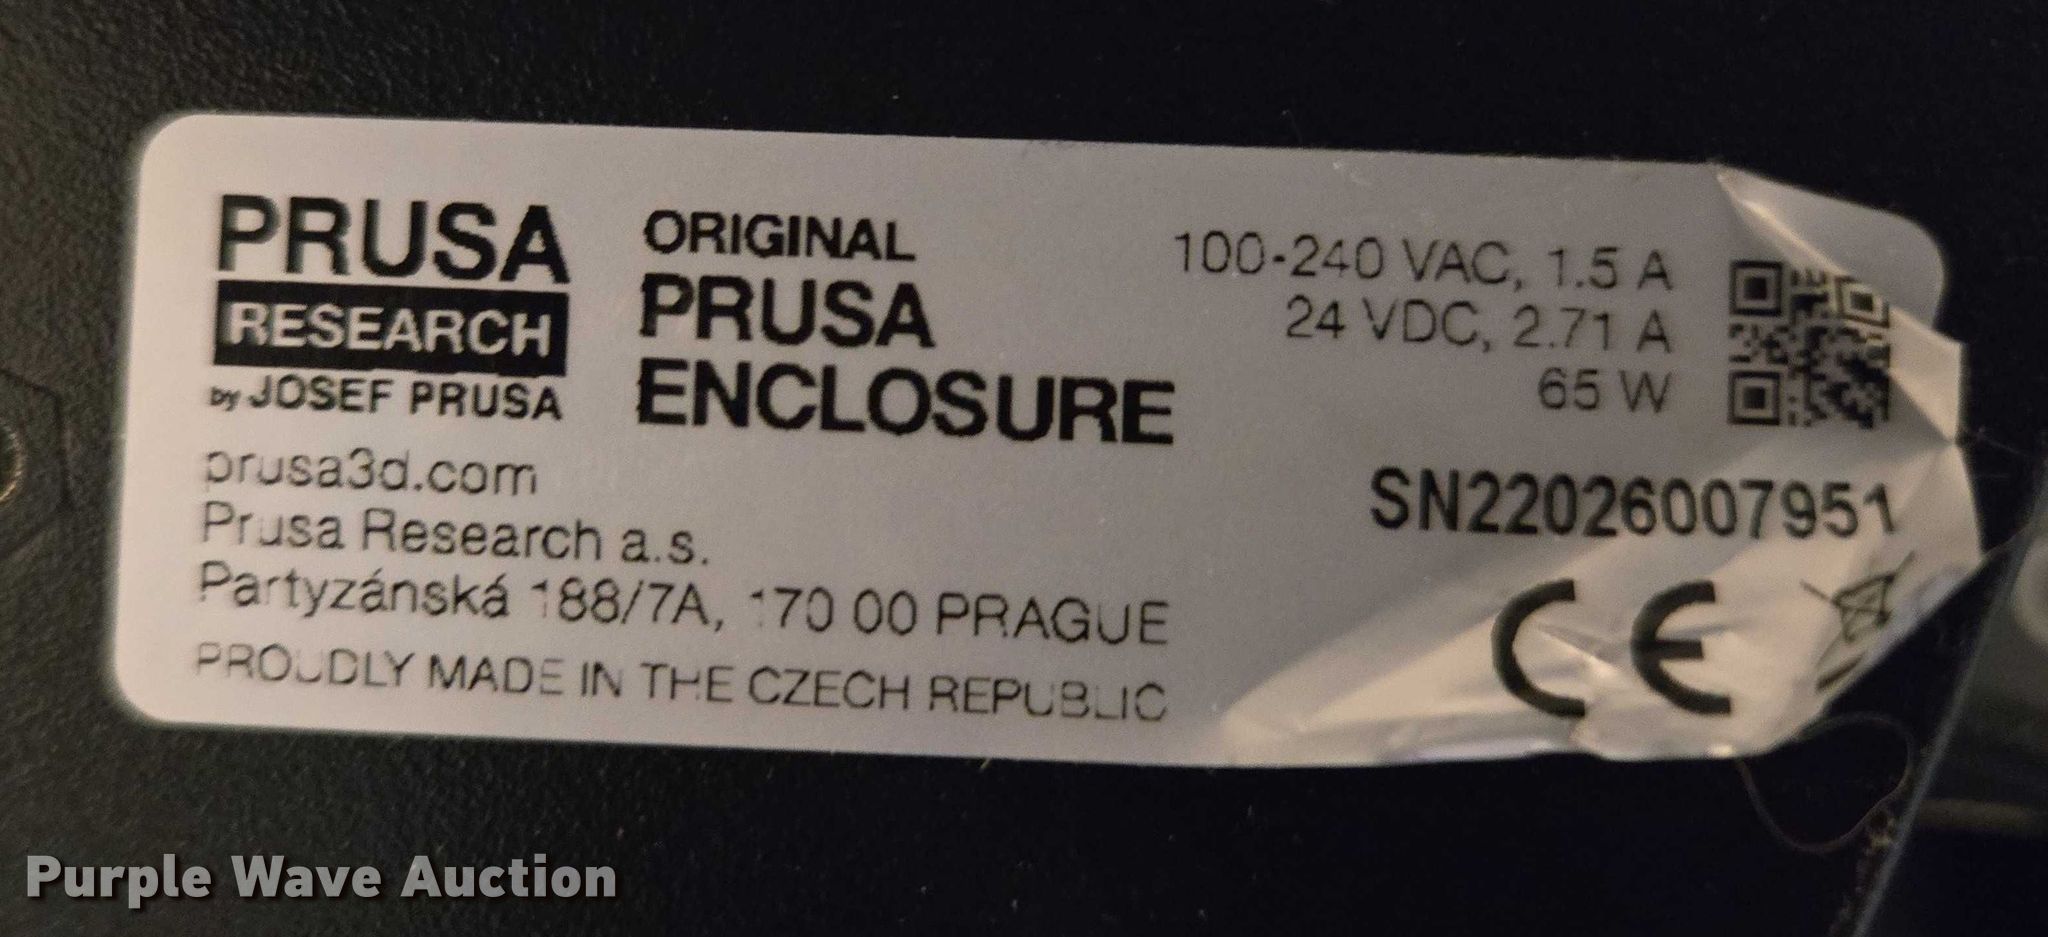 PRUSA
RESEARCH
by JOSEF PRUSA
prusa3d.com
Prusa Research a.s.
Partyzánská 188/7A, 170 00 PRAGUE
PROUDLY MADE IN THE CZECH REPUBLIC
ORIGINAL
PRUSA
ENCLOSURE
100-240 VAC, 1.5 A
24 VDC, 2.71 A
65 W
SN22026007951
CE
Purple Wave Auction